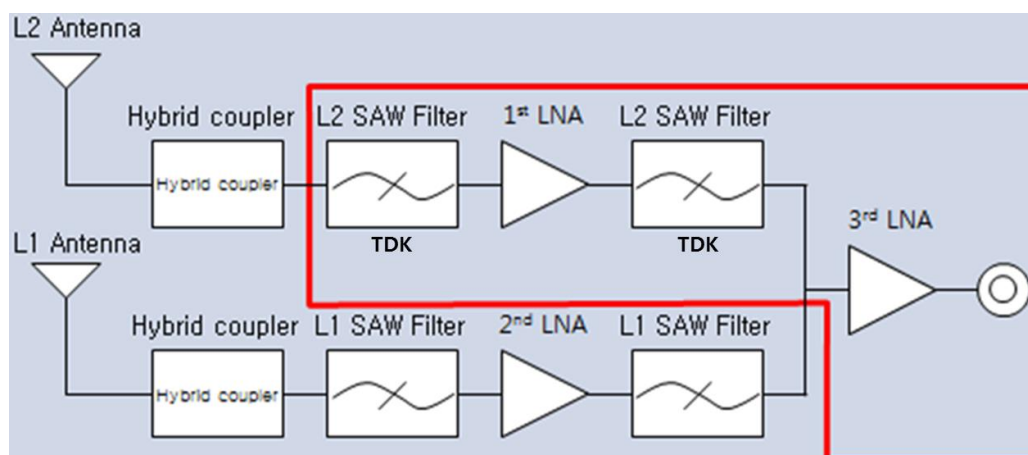 L2 Antenna
Hybrid coupler
L2 SAW Filter
1st LNA
L2 SAW Filter
Hybrid coupler
TDK
TDK
3rd LNA
L1 Antenna
Hybrid coupler
L1 SAW Filter
2nd LNA
L1 SAW Filter
Hybrid coupler